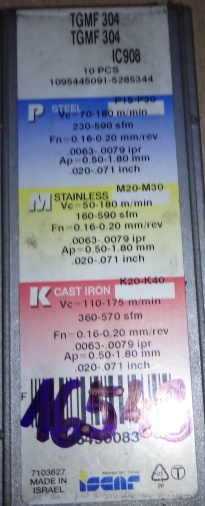 TGMF 304
TGMF 304
IC908
10 PCS
1095445091-5285344
P STEEL P15-P30
Vc=70-180 m/min
230-590 sfm
Fn=0.16-0.20 mm/rev
.0063-.0079 ipr
Ap=0.50-1.80 mm
.020-.071 inch
M STAINLESS M20-M30
Vc=50-180 m/min
160-590 sfm
Fn=0.16-0.20 mm/rev
.0063-.0079 ipr
Ap=0.50-1.80 mm
.020-.071 inch
K CAST IRON K20-K40
Vc=110-175 m/min
360-570 sfm
Fn=0.16-0.20 mm/rev
.0063-.0079 ipr
Ap=0.50-1.80 mm
.020-.071 inch
7103627
MADE IN
ISRAEL
iscar
PP